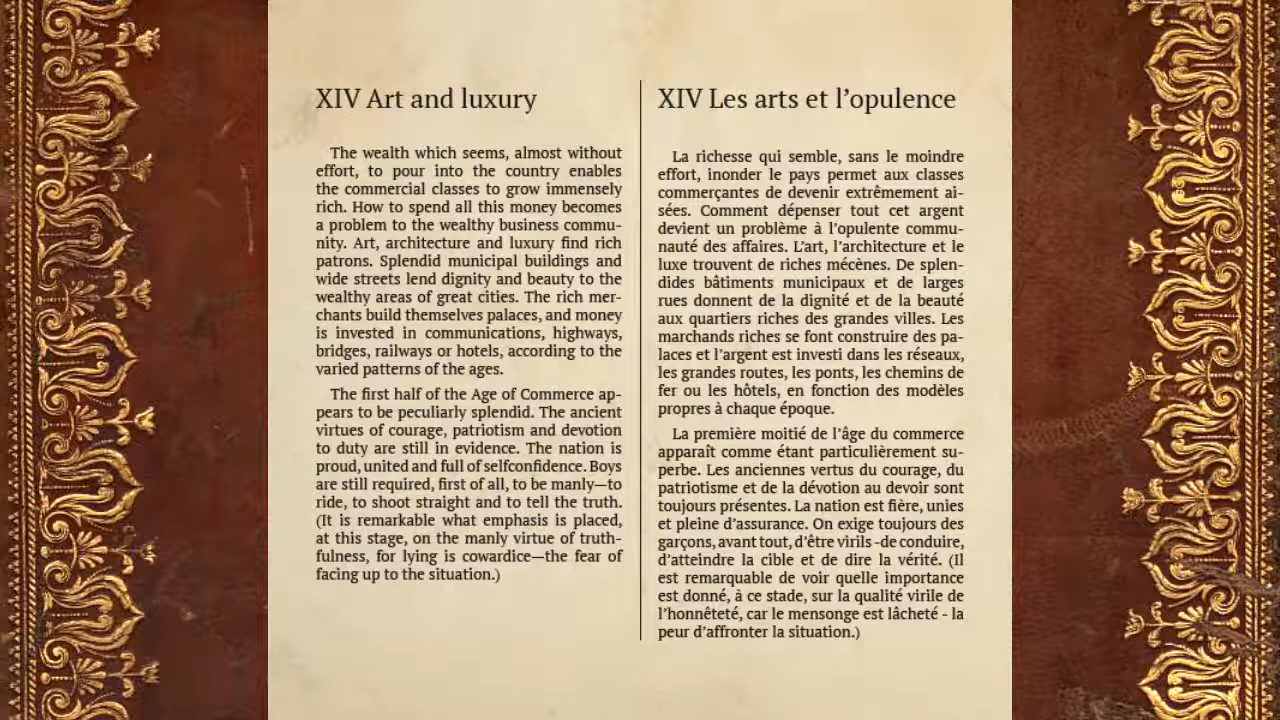 XIV Art and luxury
The wealth which seems, almost without
effort, to pour into the country enables
the commercial classes to grow immensely
rich. How to spend all this money becomes
a problem to the wealthy business commu-
nity. Art, architecture and luxury find rich
patrons. Splendid municipal buildings and
wide streets lend dignity and beauty to the
wealthy areas of great cities. The rich mer-
chants build themselves palaces, and money
is invested in communications, highways,
bridges, railways or hotels, according to the
varied patterns of the ages.
The first half of the Age of Commerce ap-
pears to be peculiarly splendid. The ancient
virtues of courage, patriotism and devotion
to duty are still in evidence. The nation is
proud, united and full of selfconfidence. Boys
are still required, first of all, to be manly—to
ride, to shoot straight and to tell the truth.
(It is remarkable what emphasis is placed,
at this stage, on the manly virtue of truth-
fulness, for lying is cowardice—the fear of
facing up to the situation.)
XIV Les arts et l’opulence
La richesse qui semble, sans le moindre
effort, inonder le pays permet aux classes
commerçantes de devenir extrêmement ai-
sées. Comment dépenser tout cet argent
devient un problème à l’opulente commu-
nauté des affaires. L’art, l’architecture et le
luxe trouvent de riches mécènes. De splen-
dides bâtiments municipaux et de larges
rues donnent de la dignité et de la beauté
aux quartiers riches des grandes villes. Les
marchands riches se font construire des pa-
laces et l’argent est investi dans les réseaux,
les grandes routes, les ponts, les chemins de
fer ou les hôtels, en fonction des modèles
propres à chaque époque.
La première moitié de l’âge du commerce
apparaît comme étant particulièrement su-
perbe. Les anciennes vertus du courage, du
patriotisme et de la dévotion au devoir sont
toujours présentes. La nation est fière, unies
et pleine d’assurance. On exige toujours des
garçons, avant tout, d’être virils -de conduire,
d’atteindre la cible et de dire la vérité. (Il
est remarquable de voir quelle importance
est donné, à ce stade, sur la qualité virile de
l’honnêteté, car le mensonge est lâcheté - la
peur d’affronter la situation.)